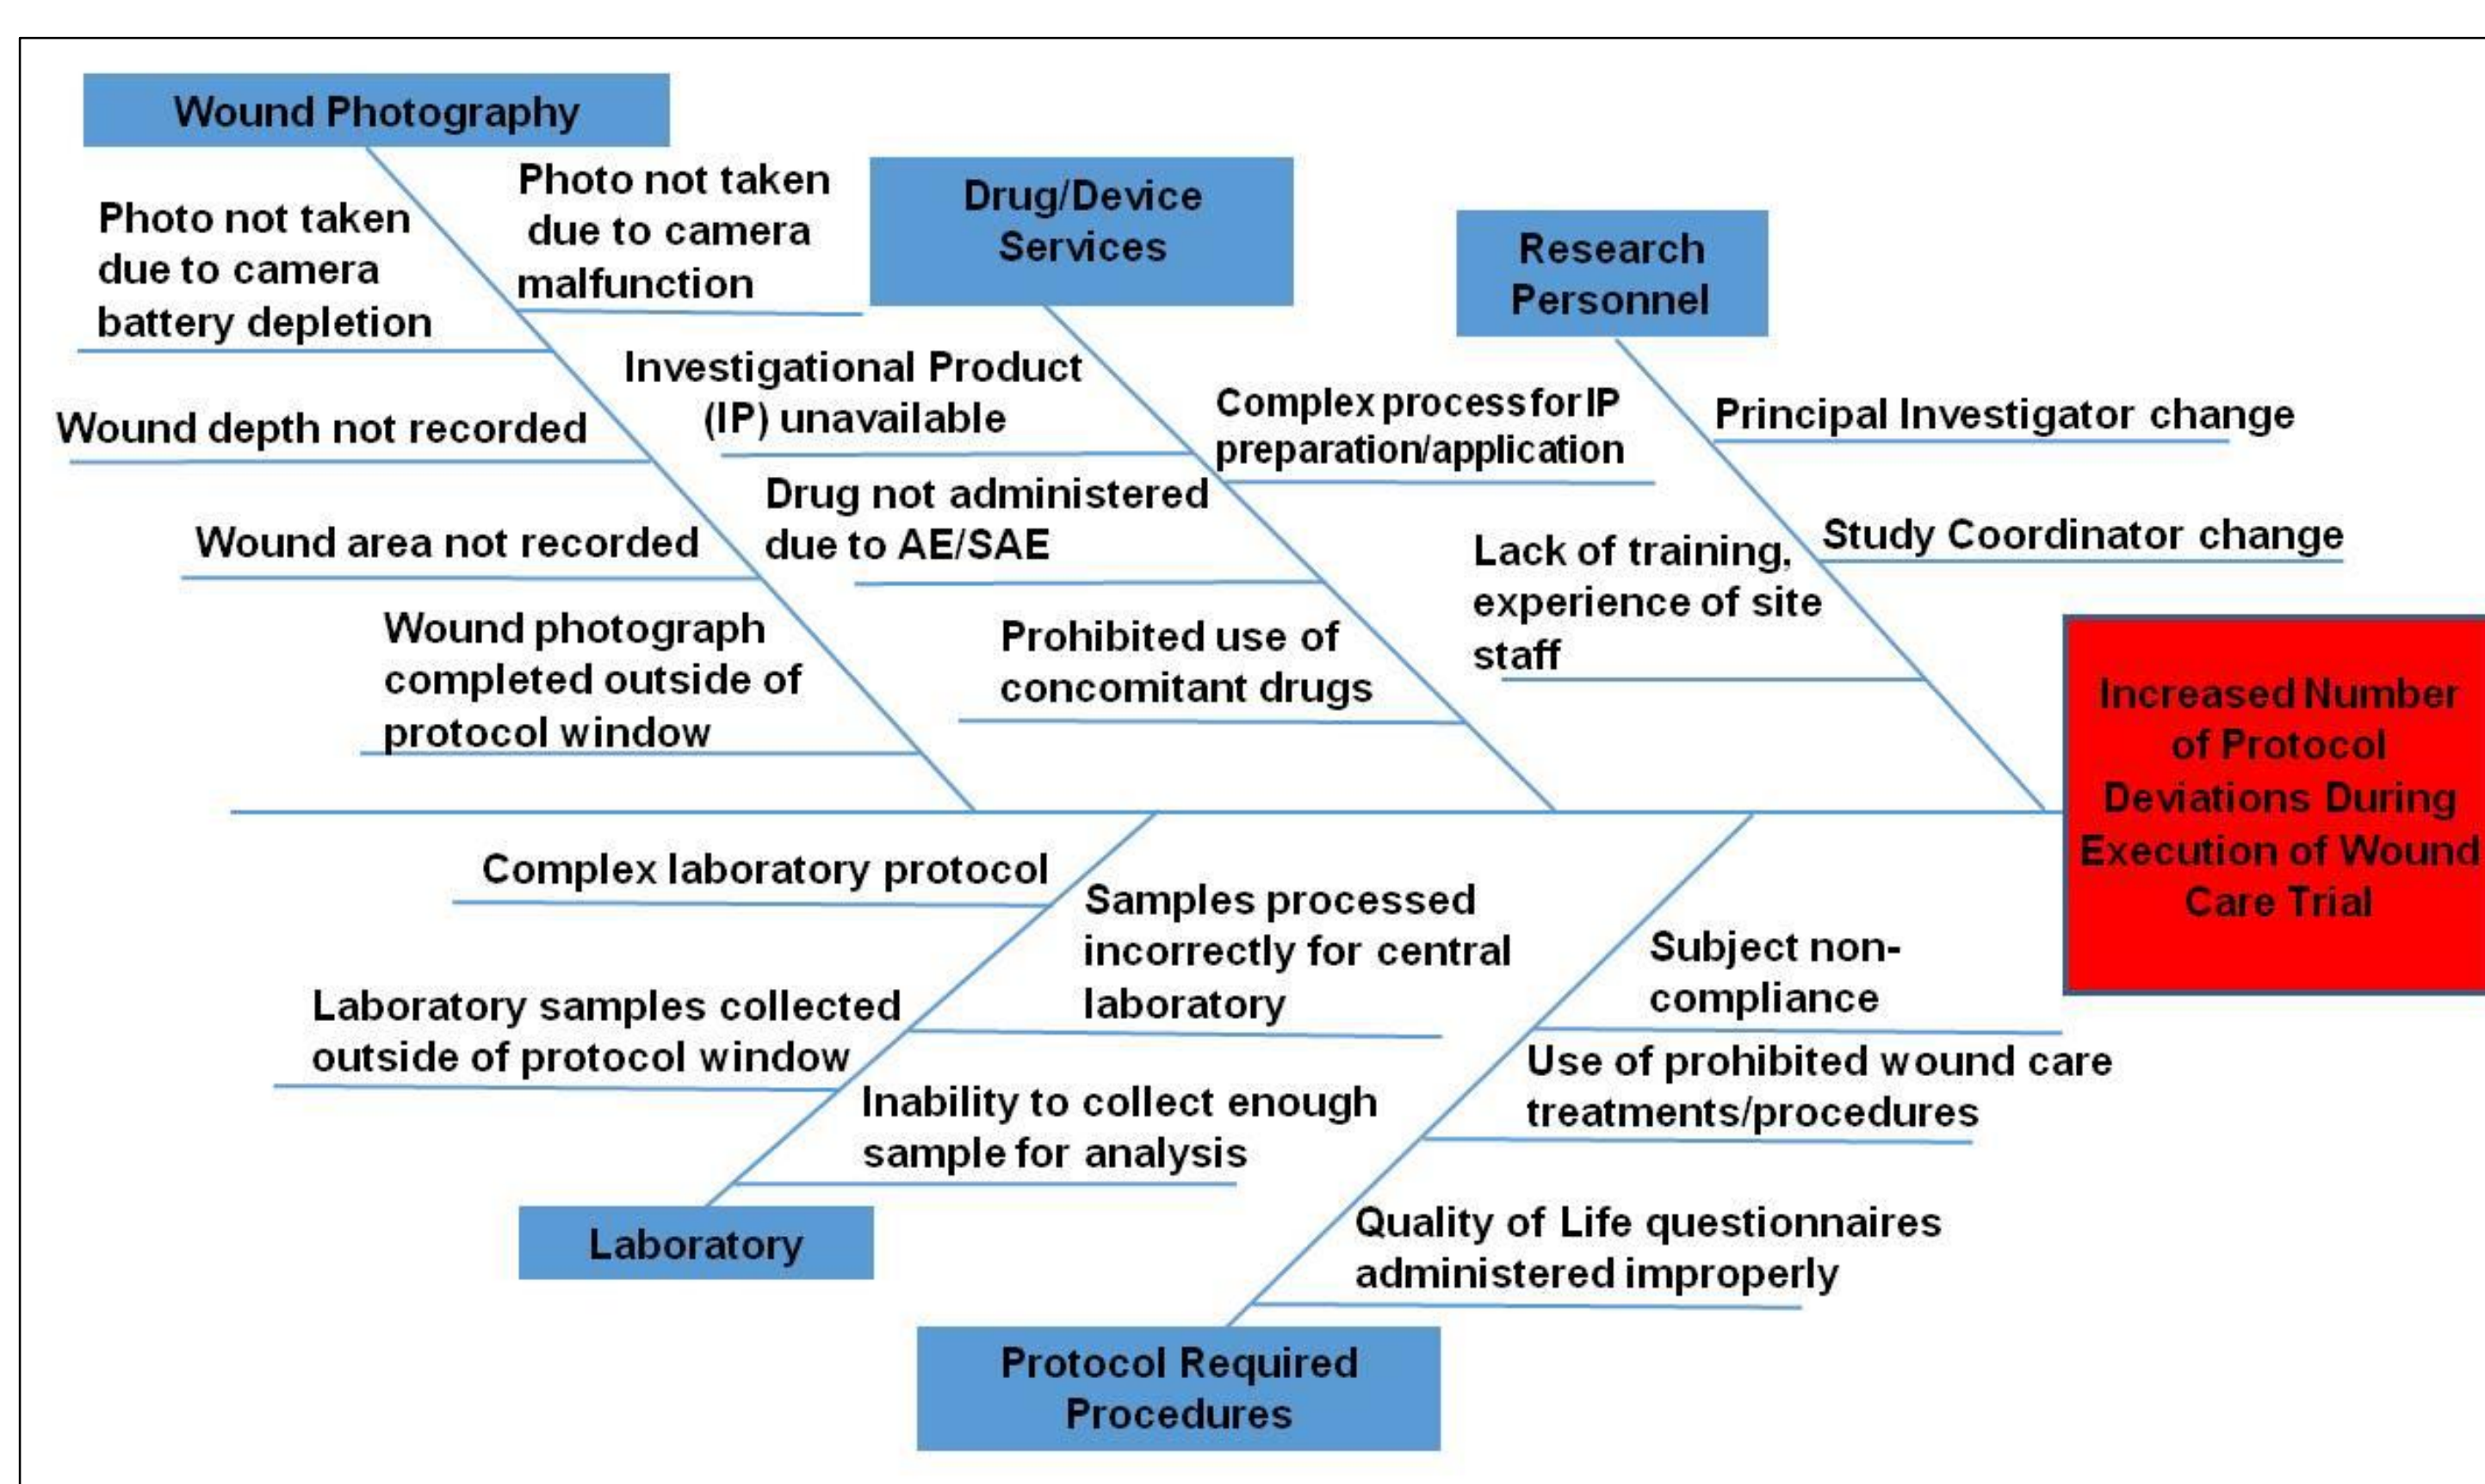 Wound Photography
Photo not taken
due to camera
battery depletion
Photo not taken
due to camera
malfunction
Wound depth not recorded
Wound area not recorded
Wound photograph
completed outside of
protocol window
Drug/Device
Services
Investigational Product
(IP) unavailable
Complex process for IP
preparation/application
Drug not administered
due to AE/SAE
Prohibited use of
concomitant drugs
Research
Personnel
Principal Investigator change
Study Coordinator change
Lack of training,
experience of site
staff
Increased Number
of Protocol
Deviations During
Execution of Wound
Care Trial
Complex laboratory protocol
Samples processed
incorrectly for central
laboratory
Laboratory samples collected
outside of protocol window
Inability to collect enough
sample for analysis
Laboratory
Subject non-
compliance
Use of prohibited wound care
treatments/procedures
Quality of Life questionnaires
administered improperly
Protocol Required
Procedures